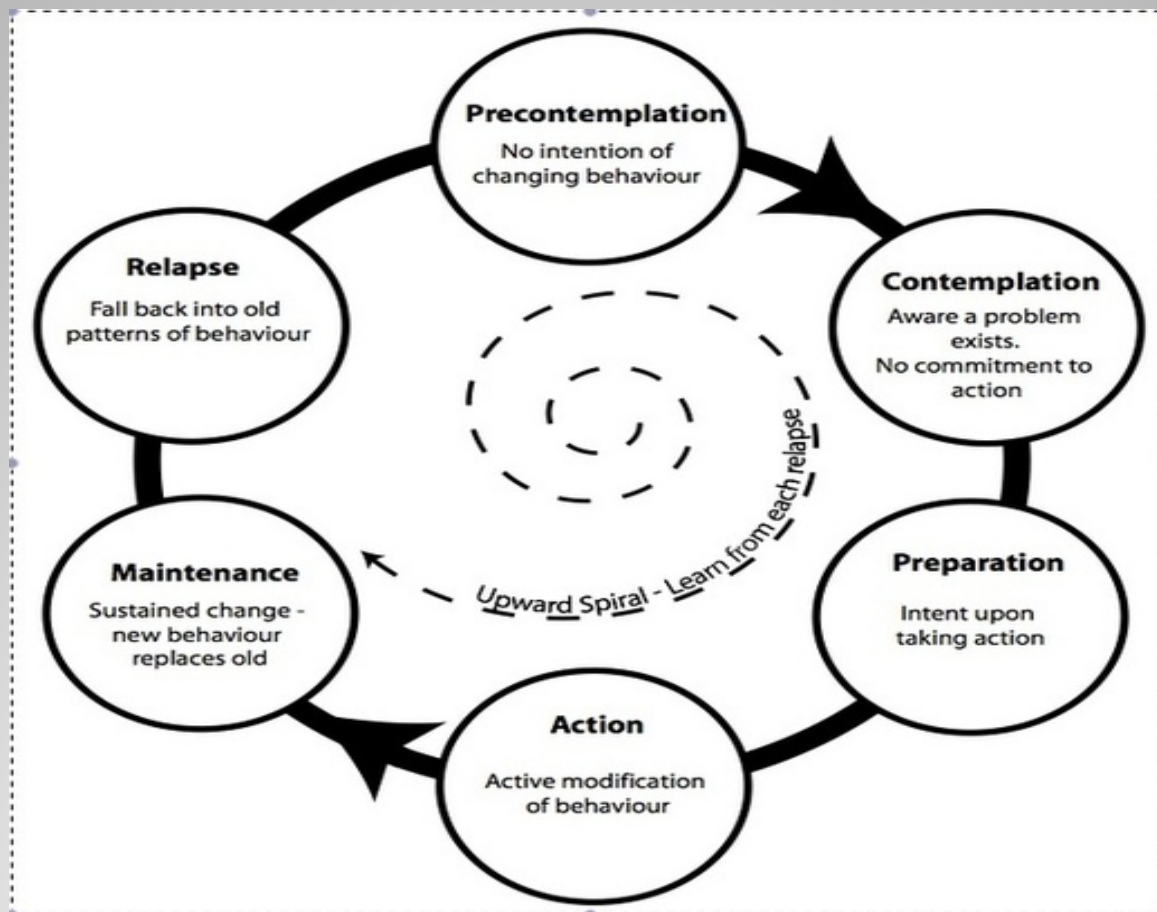 Precontemplation
No intention of
changing behaviour
Contemplation
Aware a problem
exists.
No commitment to
action
Preparation
Intent upon
taking action
Action
Active modification
of behaviour
Maintenance
Sustained change -
new behaviour
replaces old
Relapse
Fall back into old
patterns of behaviour
Upward Spiral - Learn from each relapse